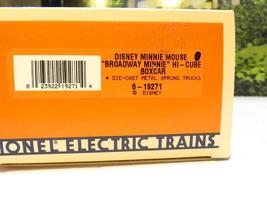 DISNEY MINNIE MOUSE
"BROADWAY MINNIE" HI-CUBE
BOXCAR
• DIE-CAST METAL SPRUNG TRUCKS
6-19271
© DISNEY
0 23922 19271 4
IONEL ELECTRIC TRAINS